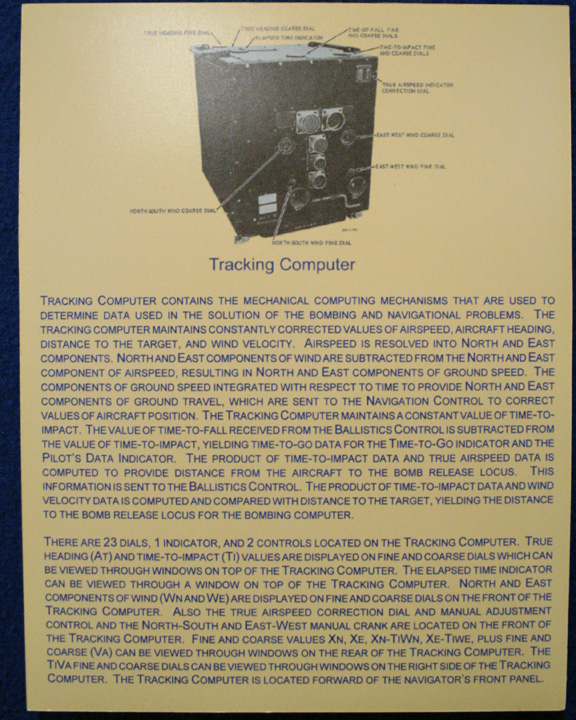 TRUE HEADING COARSE DIAL
TRUE HEADING FINE DIAL
ELAPSED TIME INDICATOR
TIME-OF-FALL FINE
AND COARSE DIALS
TIME-TO-IMPACT FINE
AND COARSE DIALS
TRUE AIRSPEED INDICATOR
CORRECTION DIAL
EAST WEST WIND COARSE DIAL
EAST-WEST WIND FINE DIAL
NORTH-SOUTH WIND COARSE DIAL
NORTH-SOUTH WIND FINE DIAL
Tracking Computer
TRACKING COMPUTER CONTAINS THE MECHANICAL COMPUTING MECHANISMS THAT ARE USED TO
DETERMINE DATA USED IN THE SOLUTION OF THE BOMBING AND NAVIGATIONAL PROBLEMS. THE
TRACKING COMPUTER MAINTAINS CONSTANTLY CORRECTED VALUES OF AIRSPEED, AIRCRAFT HEADING,
DISTANCE TO THE TARGET, AND WIND VELOCITY. AIRSPEED IS RESOLVED INTO NORTH AND EAST
COMPONENTS. NORTH AND EAST COMPONENTS OF WIND ARE SUBTRACTED FROM THE NORTH AND EAST
COMPONENT OF AIRSPEED, RESULTING IN NORTH AND EAST COMPONENTS OF GROUND SPEED. THE
COMPONENTS OF GROUND SPEED INTEGRATED WITH RESPECT TO TIME TO PROVIDE NORTH AND EAST
COMPONENTS OF GROUND TRAVEL, WHICH ARE SENT TO THE NAVIGATION CONTROL TO CORRECT
VALUES OF AIRCRAFT POSITION. THE TRACKING COMPUTER MAINTAINS A CONSTANT VALUE OF TIME-TO-
IMPACT. THE VALUE OF TIME-TO-FALL RECEIVED FROM THE BALLISTICS CONTROL IS SUBTRACTED FROM
THE VALUE OF TIME-TO-IMPACT, YIELDING TIME-TO-GO DATA FOR THE TIME-TO-GO INDICATOR AND THE
PILOT'S DATA INDICATOR. THE PRODUCT OF TIME-TO-IMPACT DATA AND TRUE AIRSPEED DATA IS
COMPUTED TO PROVIDE DISTANCE FROM THE AIRCRAFT TO THE BOMB RELEASE LOCUS. THIS
INFORMATION IS SENT TO THE BALLISTICS CONTROL. THE PRODUCT OF TIME-TO-IMPACT DATA AND WIND
VELOCITY DATA IS COMPUTED AND COMPARED WITH DISTANCE TO THE TARGET, YIELDING THE DISTANCE
TO THE BOMB RELEASE LOCUS FOR THE BOMBING COMPUTER.
THERE ARE 23 DIALS, 1 INDICATOR, AND 2 CONTROLS LOCATED ON THE TRACKING COMPUTER. TRUE
HEADING (AT) AND TIME-TO-IMPACT (TI) VALUES ARE DISPLAYED ON FINE AND COARSE DIALS WHICH CAN
BE VIEWED THROUGH WINDOWS ON TOP OF THE TRACKING COMPUTER. THE ELAPSED TIME INDICATOR
CAN BE VIEWED THROUGH A WINDOW ON TOP OF THE TRACKING COMPUTER. NORTH AND EAST
COMPONENTS OF WIND (WN AND WE) ARE DISPLAYED ON FINE AND COARSE DIALS ON THE FRONT OF THE
TRACKING COMPUTER. ALSO THE TRUE AIRSPEED CORRECTION DIAL AND MANUAL ADJUSTMENT
CONTROL AND THE NORTH-SOUTH AND EAST-WEST MANUAL CRANK ARE LOCATED ON THE FRONT OF
THE TRACKING COMPUTER. FINE AND COARSE VALUES XN, XE, XN-TIWN, XE-TIWE, PLUS FINE AND
COARSE (VA) CAN BE VIEWED THROUGH WINDOWS ON THE REAR OF THE TRACKING COMPUTER. THE
TIVA FINE AND COARSE DIALS CAN BE VIEWED THROUGH WINDOWS ON THE RIGHT SIDE OF THE TRACKING
COMPUTER. THE TRACKING COMPUTER IS LOCATED FORWARD OF THE NAVIGATOR'S FRONT PANEL.